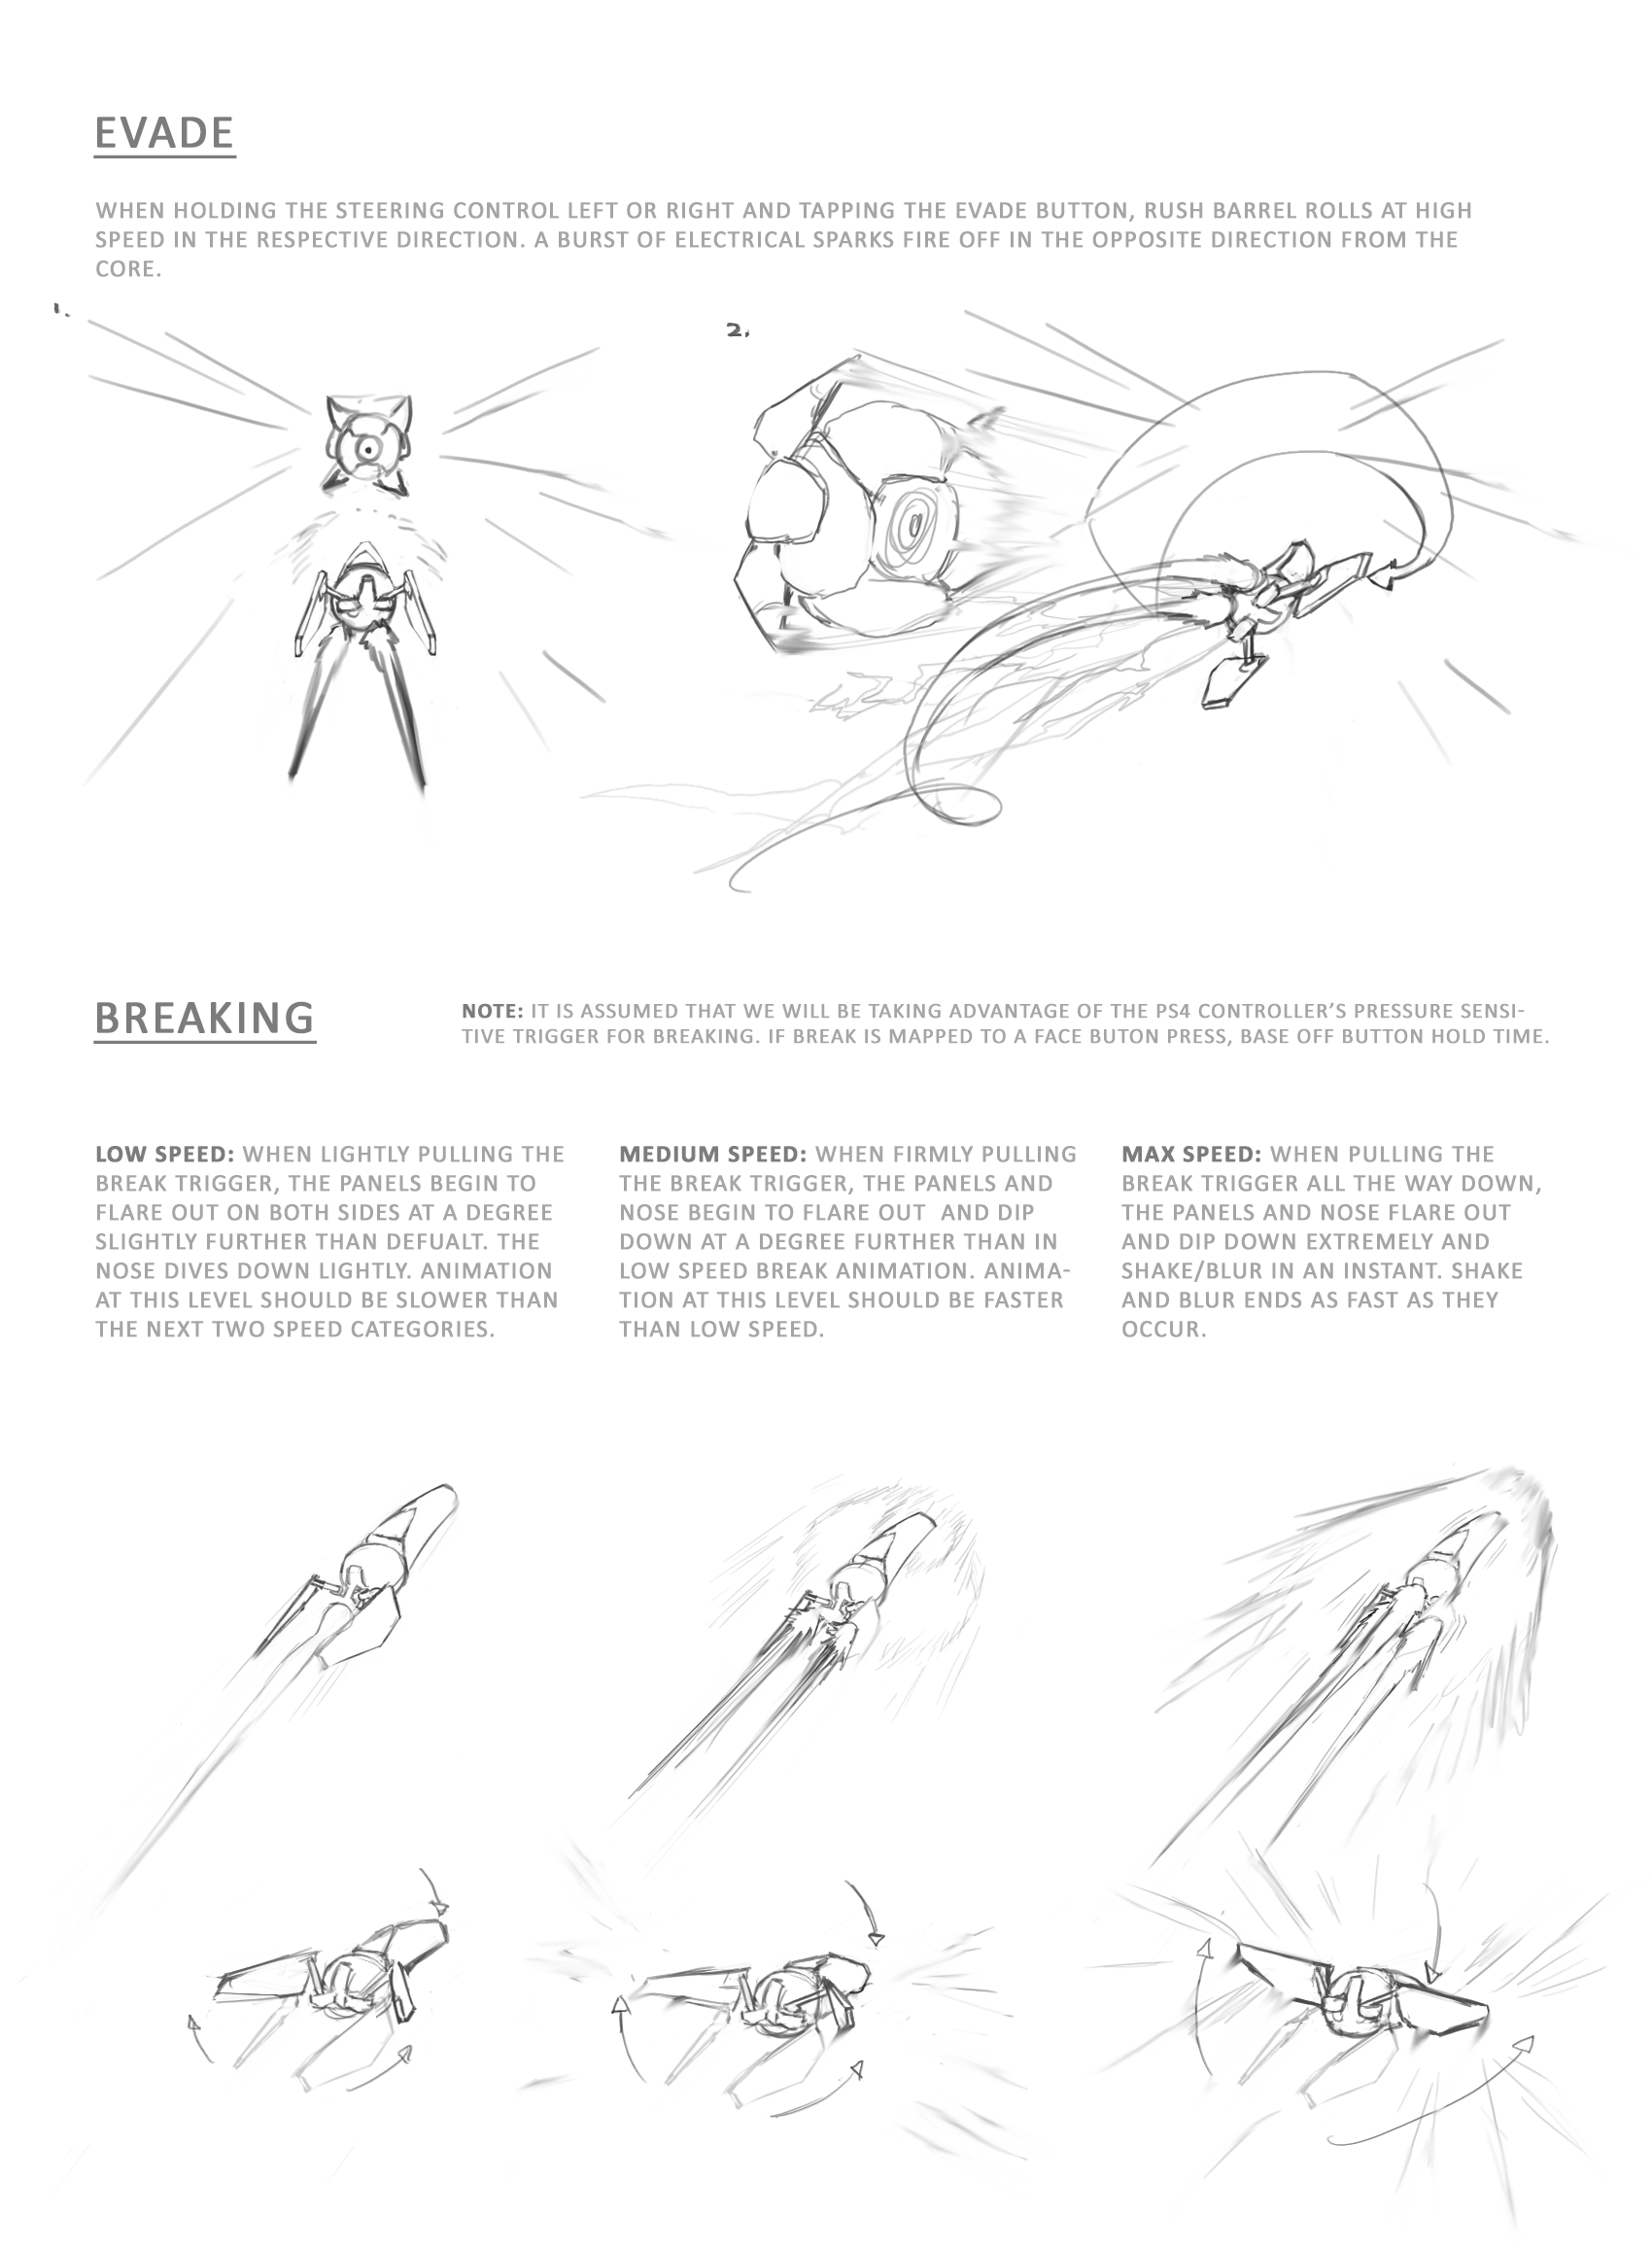 EVADE
WHEN HOLDING THE STEERING CONTROL LEFT OR RIGHT AND TAPPING THE EVADE BUTTON, RUSH BARREL ROLLS AT HIGH
SPEED IN THE RESPECTIVE DIRECTION. A BURST OF ELECTRICAL SPARKS FIRE OFF IN THE OPPOSITE DIRECTION FROM THE
CORE.
1.
2.
BREAKING
NOTE: IT IS ASSUMED THAT WE WILL BE TAKING ADVANTAGE OF THE PS4 CONTROLLER’S PRESSURE SENSI-
TIVE TRIGGER FOR BREAKING. IF BREAK IS MAPPED TO A FACE BUTON PRESS, BASE OFF BUTTON HOLD TIME.
LOW SPEED: WHEN LIGHTLY PULLING THE
BREAK TRIGGER, THE PANELS BEGIN TO
FLARE OUT ON BOTH SIDES AT A DEGREE
SLIGHTLY FURTHER THAN DEFUALT. THE
NOSE DIVES DOWN LIGHTLY. ANIMATION
AT THIS LEVEL SHOULD BE SLOWER THAN
THE NEXT TWO SPEED CATEGORIES.
MEDIUM SPEED: WHEN FIRMLY PULLING
THE BREAK TRIGGER, THE PANELS AND
NOSE BEGIN TO FLARE OUT  AND DIP
DOWN AT A DEGREE FURTHER THAN IN
LOW SPEED BREAK ANIMATION. ANIMA-
TION AT THIS LEVEL SHOULD BE FASTER
THAN LOW SPEED.
MAX SPEED: WHEN PULLING THE
BREAK TRIGGER ALL THE WAY DOWN,
THE PANELS AND NOSE FLARE OUT
AND DIP DOWN EXTREMELY AND
SHAKE/BLUR IN AN INSTANT. SHAKE
AND BLUR ENDS AS FAST AS THEY
OCCUR.